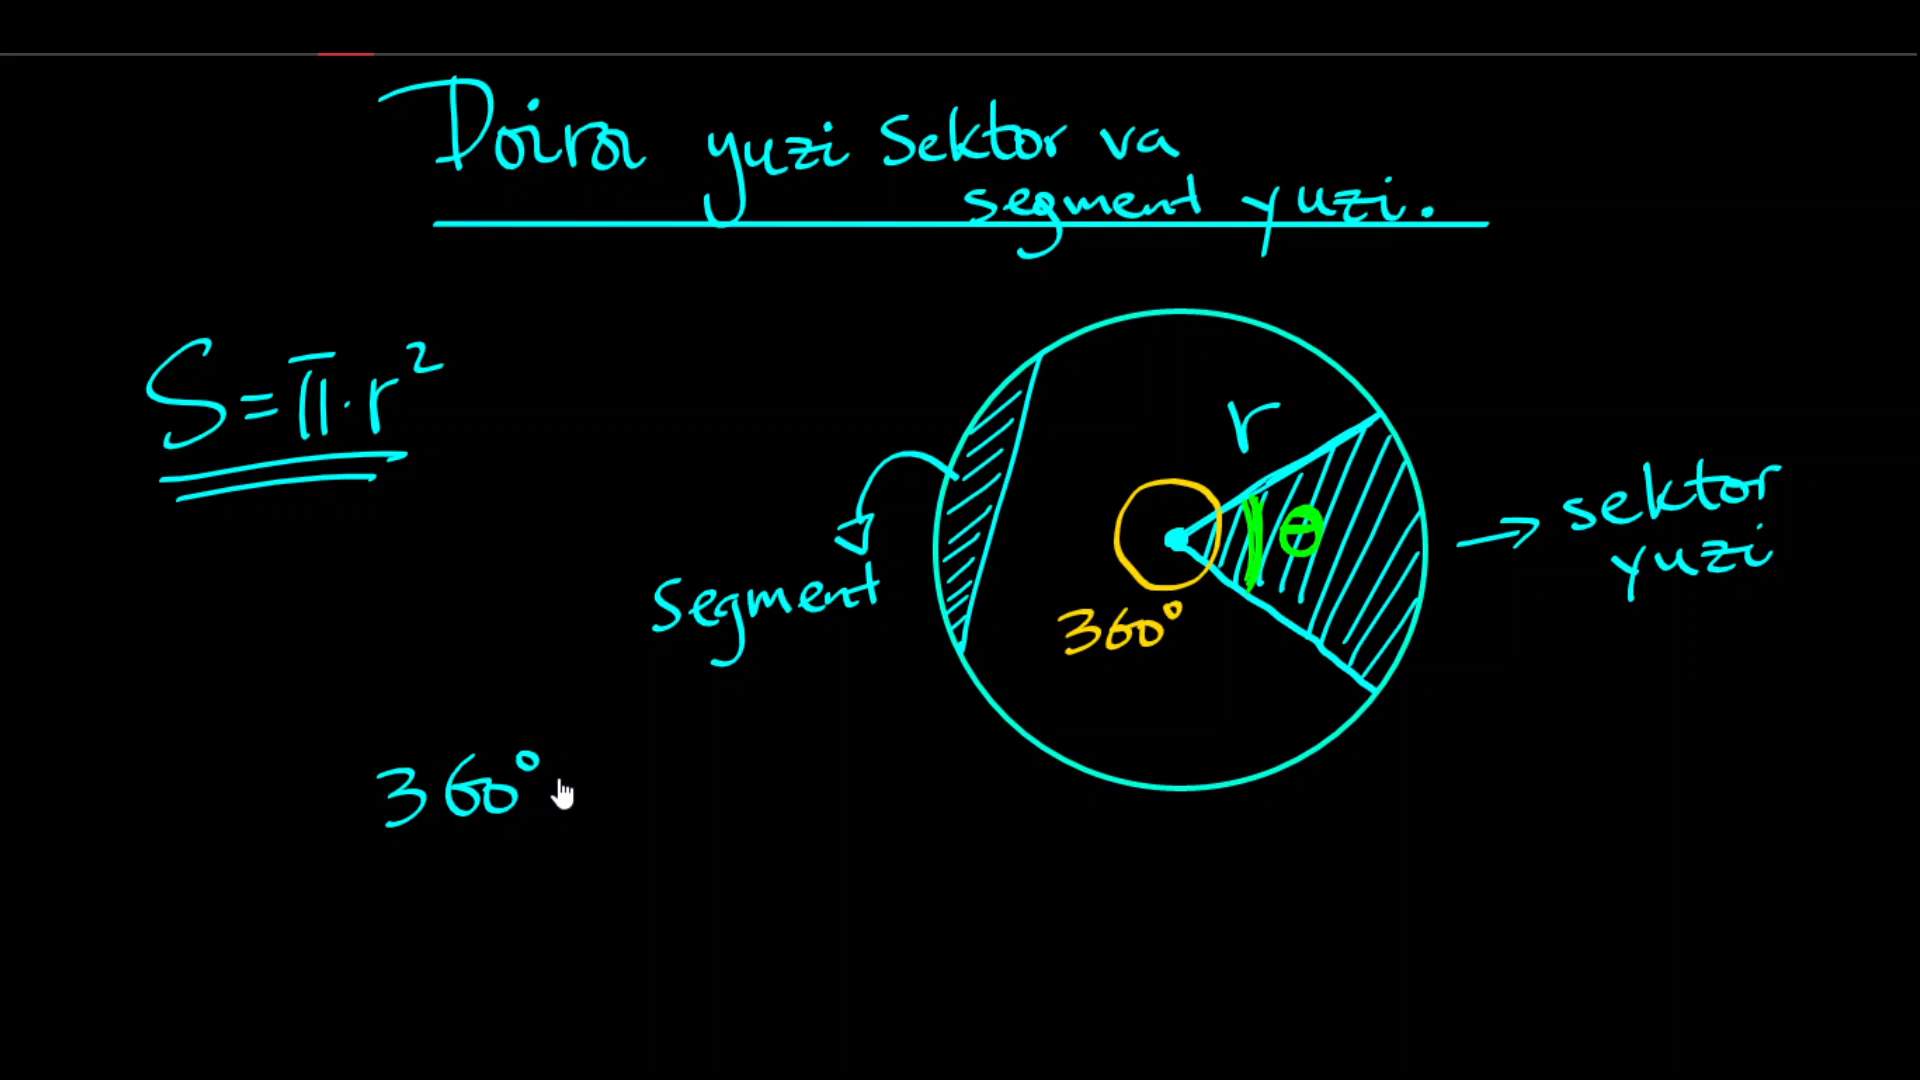 Doira yuzi sektor va
segment yuzi.
S = π · r²
r
θ
360°
sektor
yuzi
segment
360°